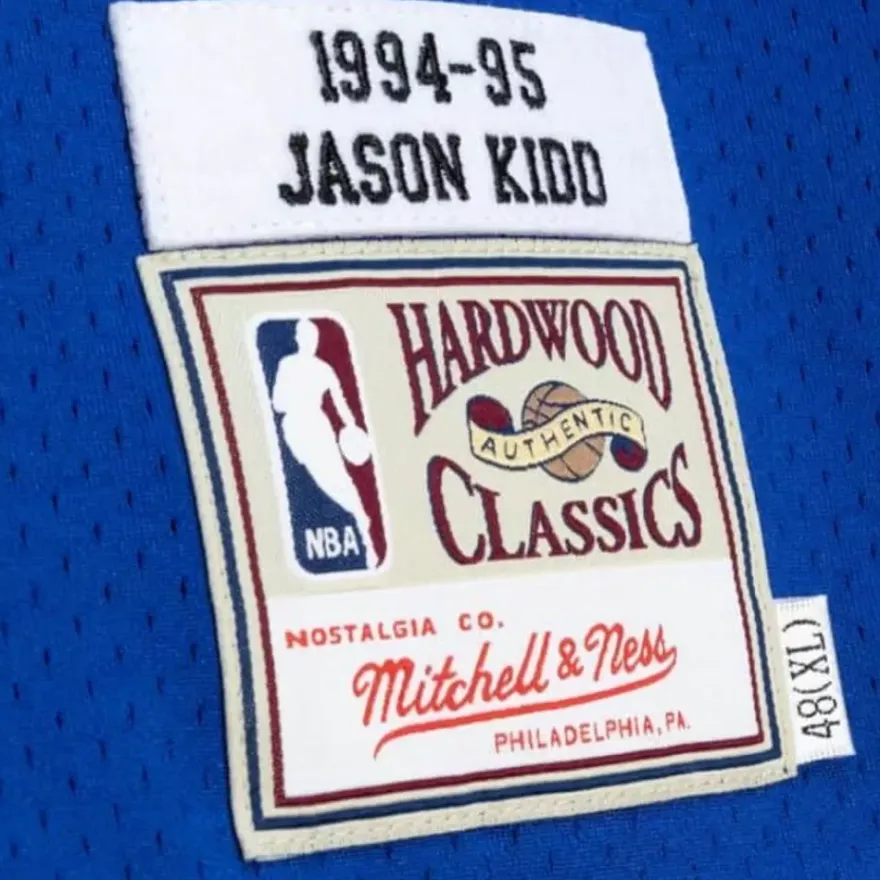 1994-95
JASON KIDD
HARDWOOD
AUTHENTIC
CLASSICS
NBA
NOSTALGIA CO.
Mitchell & Ness
PHILADELPHIA, PA.
48(XL)